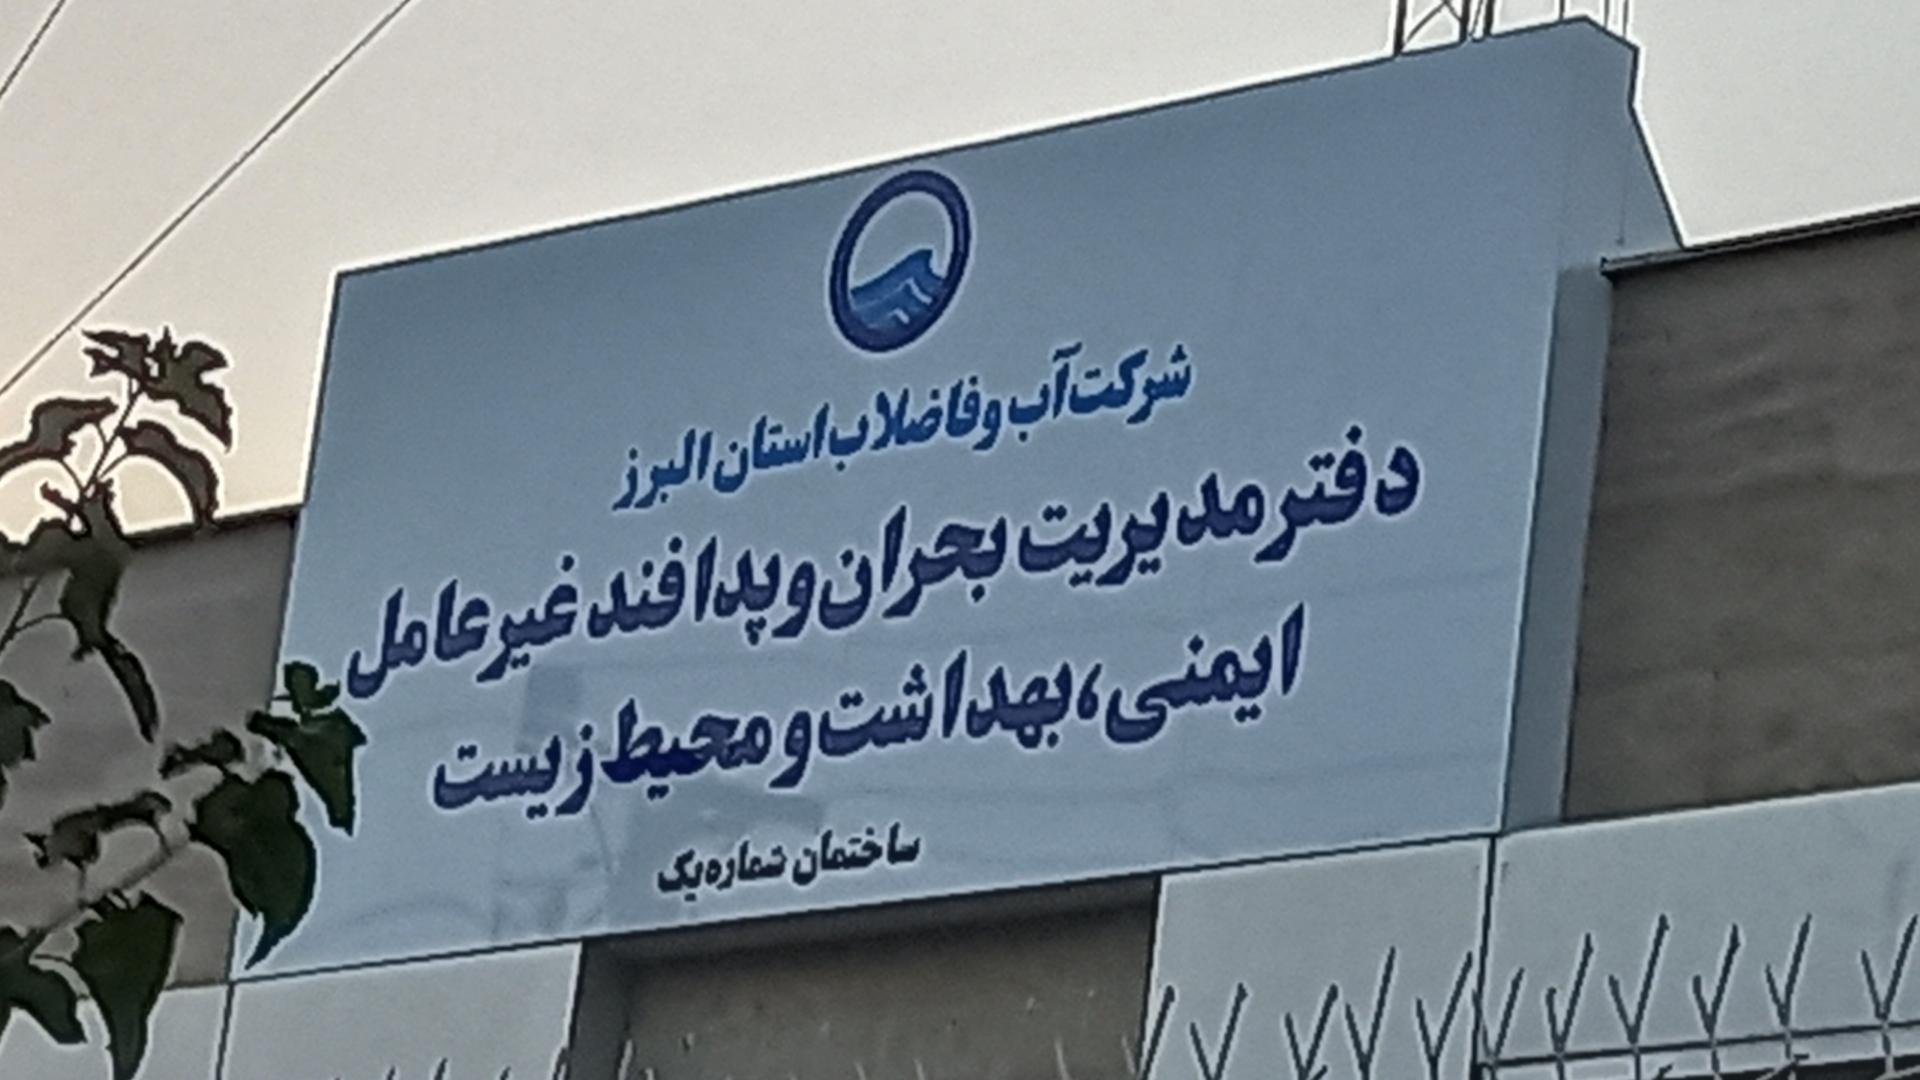 شرکت آب و فاضلاب استان البرز
دفتر مدیریت بحران و پدافند غیرعامل
ایمنی، بهداشت و محیط زیست
ساختمان شماره یک